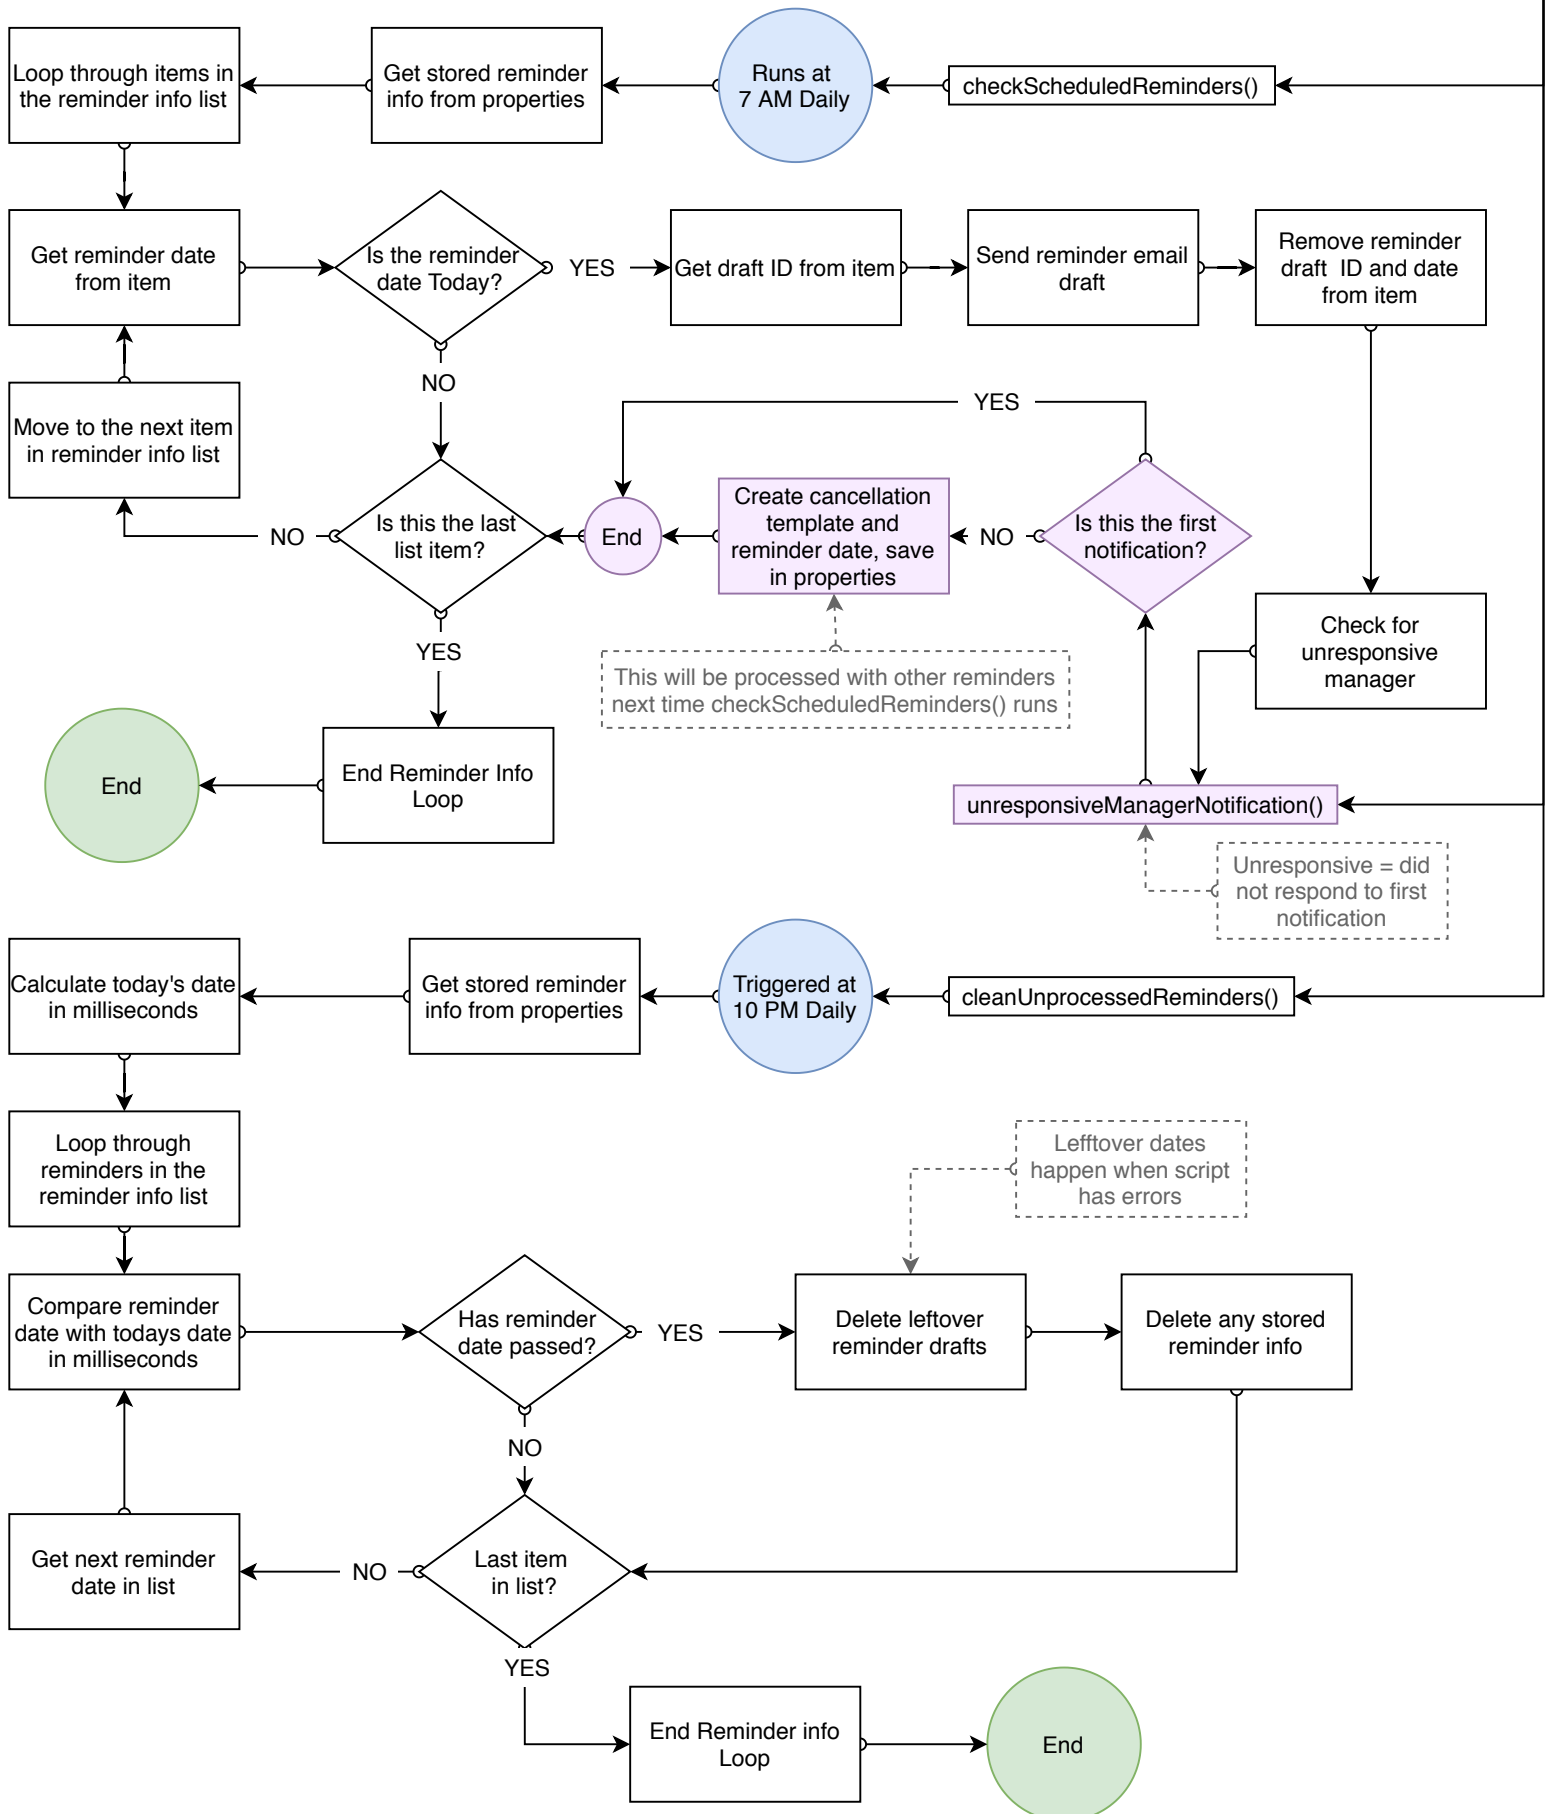 Loop through items in
the reminder info list
Get stored reminder
info from properties
Runs at
7 AM Daily
checkScheduledReminders()
Get reminder date
from item
Is the reminder
date Today?
YES
Get draft ID from item
Send reminder email
draft
Remove reminder
draft ID and date
from item
NO
YES
Move to the next item
in reminder info list
NO
Is this the last
list item?
End
Create cancellation
template and
reminder date, save
in properties
NO
Is this the first
notification?
YES
This will be processed with other reminders
next time checkScheduledReminders() runs
Check for
unresponsive
manager
End
End Reminder Info
Loop
unresponsiveManagerNotification()
Unresponsive = did
not respond to first
notification
Calculate today's date
in milliseconds
Get stored reminder
info from properties
Triggered at
10 PM Daily
cleanUnprocessedReminders()
Loop through
reminders in the
reminder info list
Lefftover dates
happen when script
has errors
Compare reminder
date with todays date
in milliseconds
Has reminder
date passed?
YES
Delete leftover
reminder drafts
Delete any stored
reminder info
NO
Get next reminder
date in list
NO
Last item
in list?
YES
End Reminder info
Loop
End